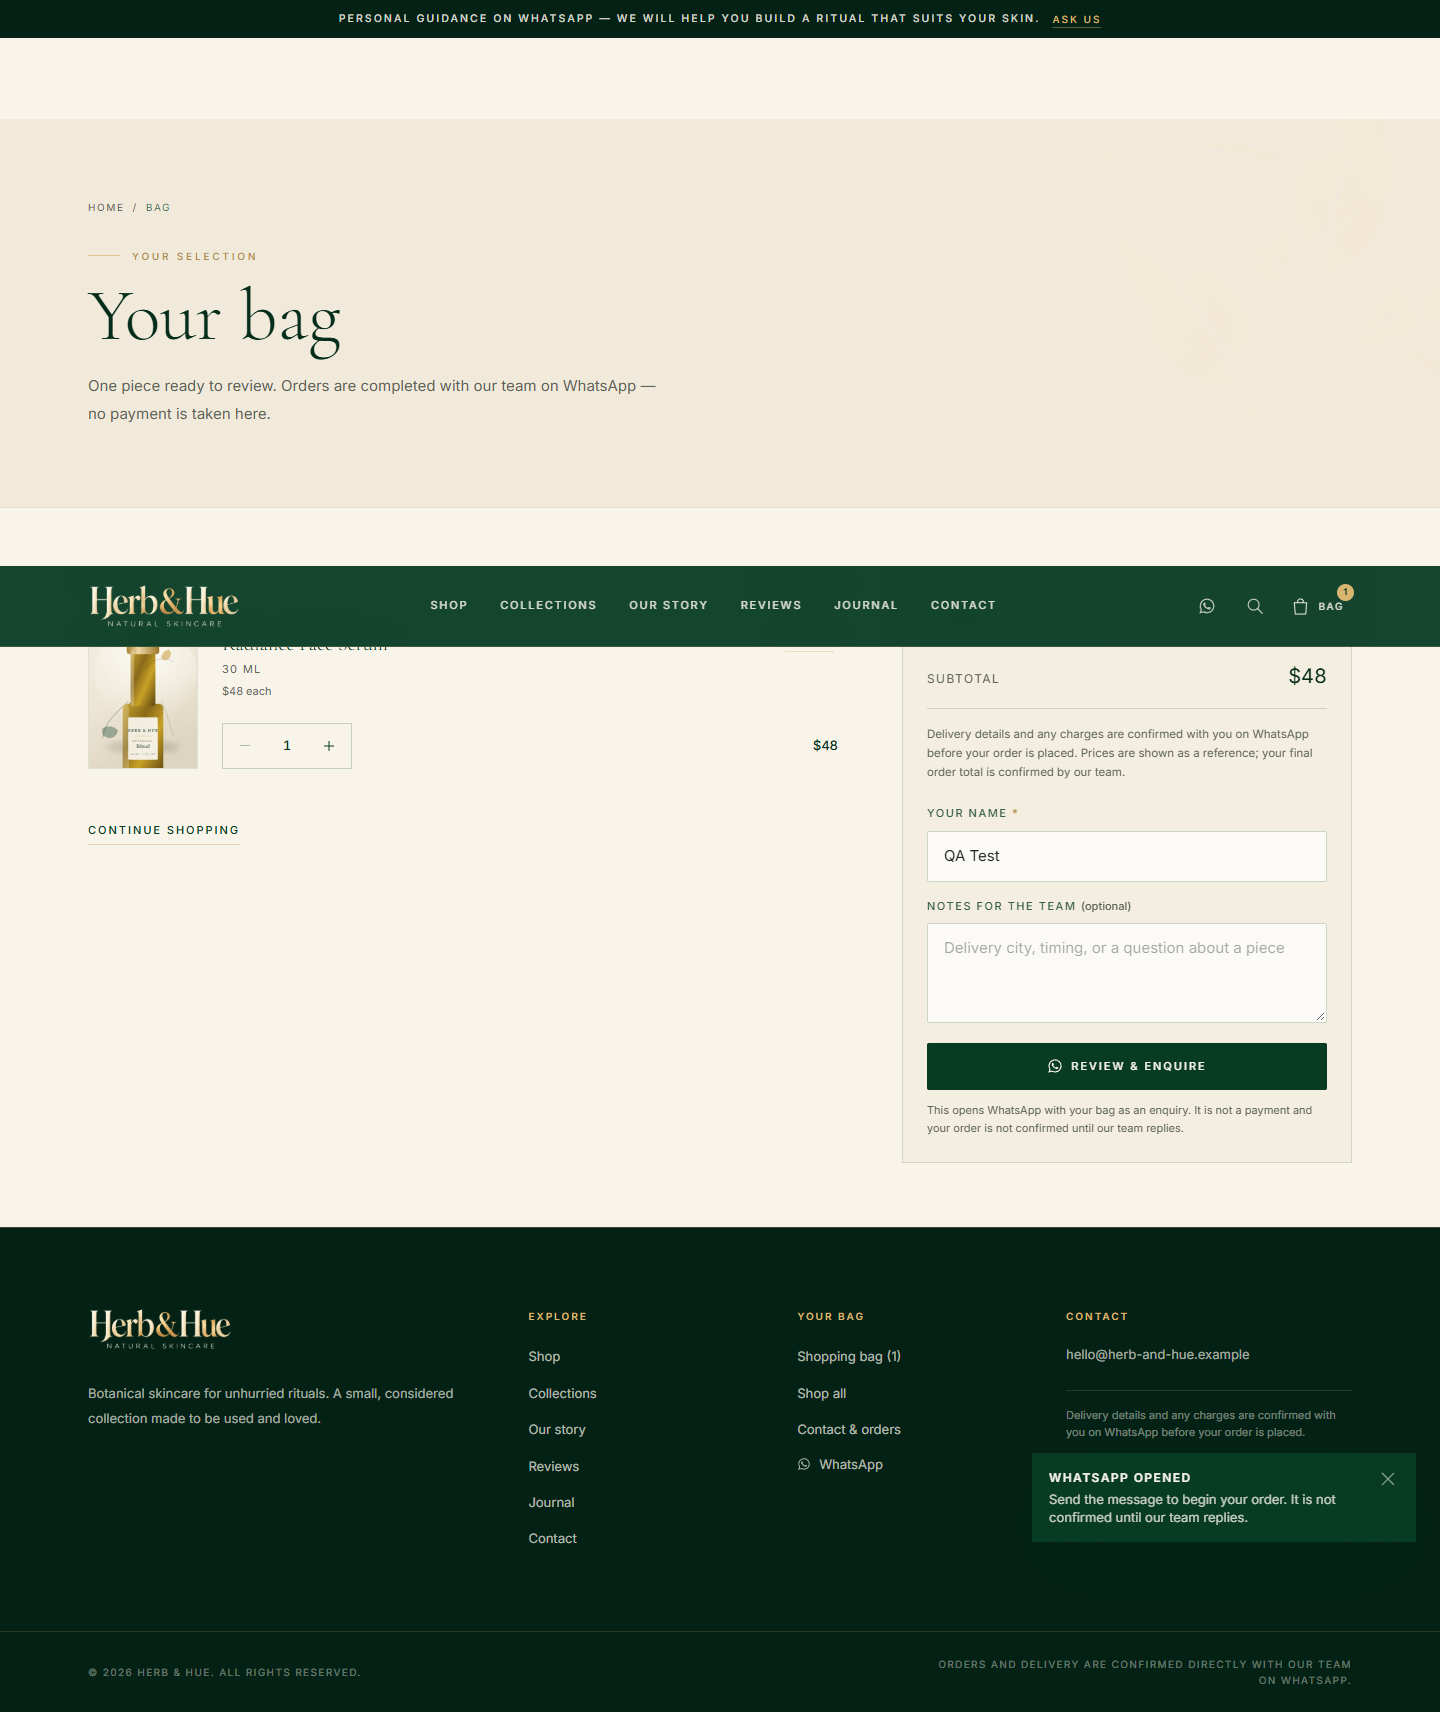 PERSONAL GUIDANCE ON WHATSAPP — WE WILL HELP YOU BUILD A RITUAL THAT SUITS YOUR SKIN. ASK US
HOME / BAG
YOUR SELECTION
Your bag
One piece ready to review. Orders are completed with our team on WhatsApp —
no payment is taken here.
Herb&Hue
NATURAL SKINCARE
SHOP COLLECTIONS OUR STORY REVIEWS JOURNAL CONTACT
BAG 1
Radiance Face Serum
30 ML
$48 each
HERB & HUE
Ritual
1
$48
CONTINUE SHOPPING
SUBTOTAL $48
Delivery details and any charges are confirmed with you on WhatsApp
before your order is placed. Prices are shown as a reference; your final
order total is confirmed by our team.
YOUR NAME *
QA Test
NOTES FOR THE TEAM (optional)
Delivery city, timing, or a question about a piece
REVIEW & ENQUIRE
This opens WhatsApp with your bag as an enquiry. It is not a payment and
your order is not confirmed until our team replies.
Herb&Hue
NATURAL SKINCARE
Botanical skincare for unhurried rituals. A small, considered
collection made to be used and loved.
EXPLORE
Shop
Collections
Our story
Reviews
Journal
Contact
YOUR BAG
Shopping bag (1)
Shop all
Contact & orders
WhatsApp
CONTACT
hello@herb-and-hue.example
Delivery details and any charges are confirmed with
you on WhatsApp before your order is placed.
WHATSAPP OPENED
Send the message to begin your order. It is not
confirmed until our team replies.
© 2026 HERB & HUE. ALL RIGHTS RESERVED.
ORDERS AND DELIVERY ARE CONFIRMED DIRECTLY WITH OUR TEAM
ON WHATSAPP.